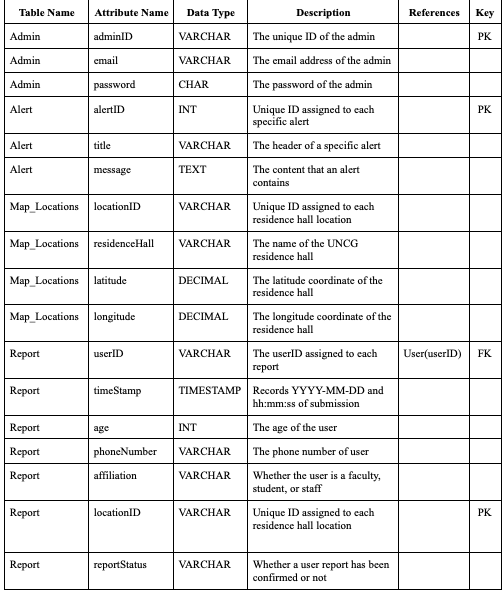 Table Name Attribute Name Data Type Description References Key
Admin adminID VARCHAR The unique ID of the admin PK
Admin email VARCHAR The email address of the admin
Admin password CHAR The password of the admin
Alert alertID INT Unique ID assigned to each PK
specific alert
Alert title VARCHAR The header of a specific alert
Alert message TEXT The content that an alert
contains
Map_Locations locationID VARCHAR Unique ID assigned to each
residence hall location
Map_Locations residenceHall VARCHAR The name of the UNCG
residence hall
Map_Locations latitude DECIMAL The latitude coordinate of the
residence hall
Map_Locations longitude DECIMAL The longitude coordinate of the
residence hall
Report userID VARCHAR The userID assigned to each User(userID) FK
report
Report timeStamp TIMESTAMP Records YYYY-MM-DD and
hh:mm:ss of submission
Report age INT The age of the user
Report phoneNumber VARCHAR The phone number of user
Report affiliation VARCHAR Whether the user is a faculty,
student, or staff
Report locationID VARCHAR Unique ID assigned to each PK
residence hall location
Report reportStatus VARCHAR Whether a user report has been
confirmed or not